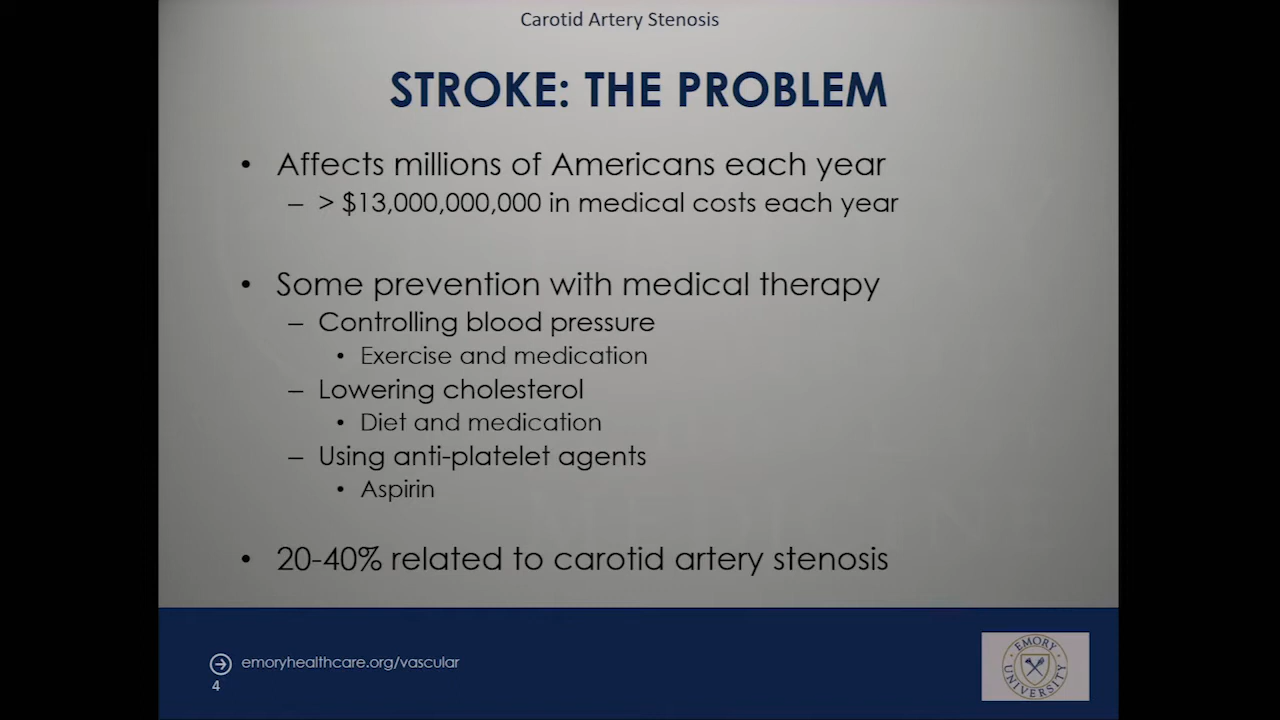 Carotid Artery Stenosis
STROKE: THE PROBLEM
• Affects millions of Americans each year
– > $13,000,000,000 in medical costs each year
• Some prevention with medical therapy
– Controlling blood pressure
• Exercise and medication
– Lowering cholesterol
• Diet and medication
– Using anti-platelet agents
• Aspirin
• 20-40% related to carotid artery stenosis
emoryhealthcare.org/vascular
4
EMORY
UNIVERSITY